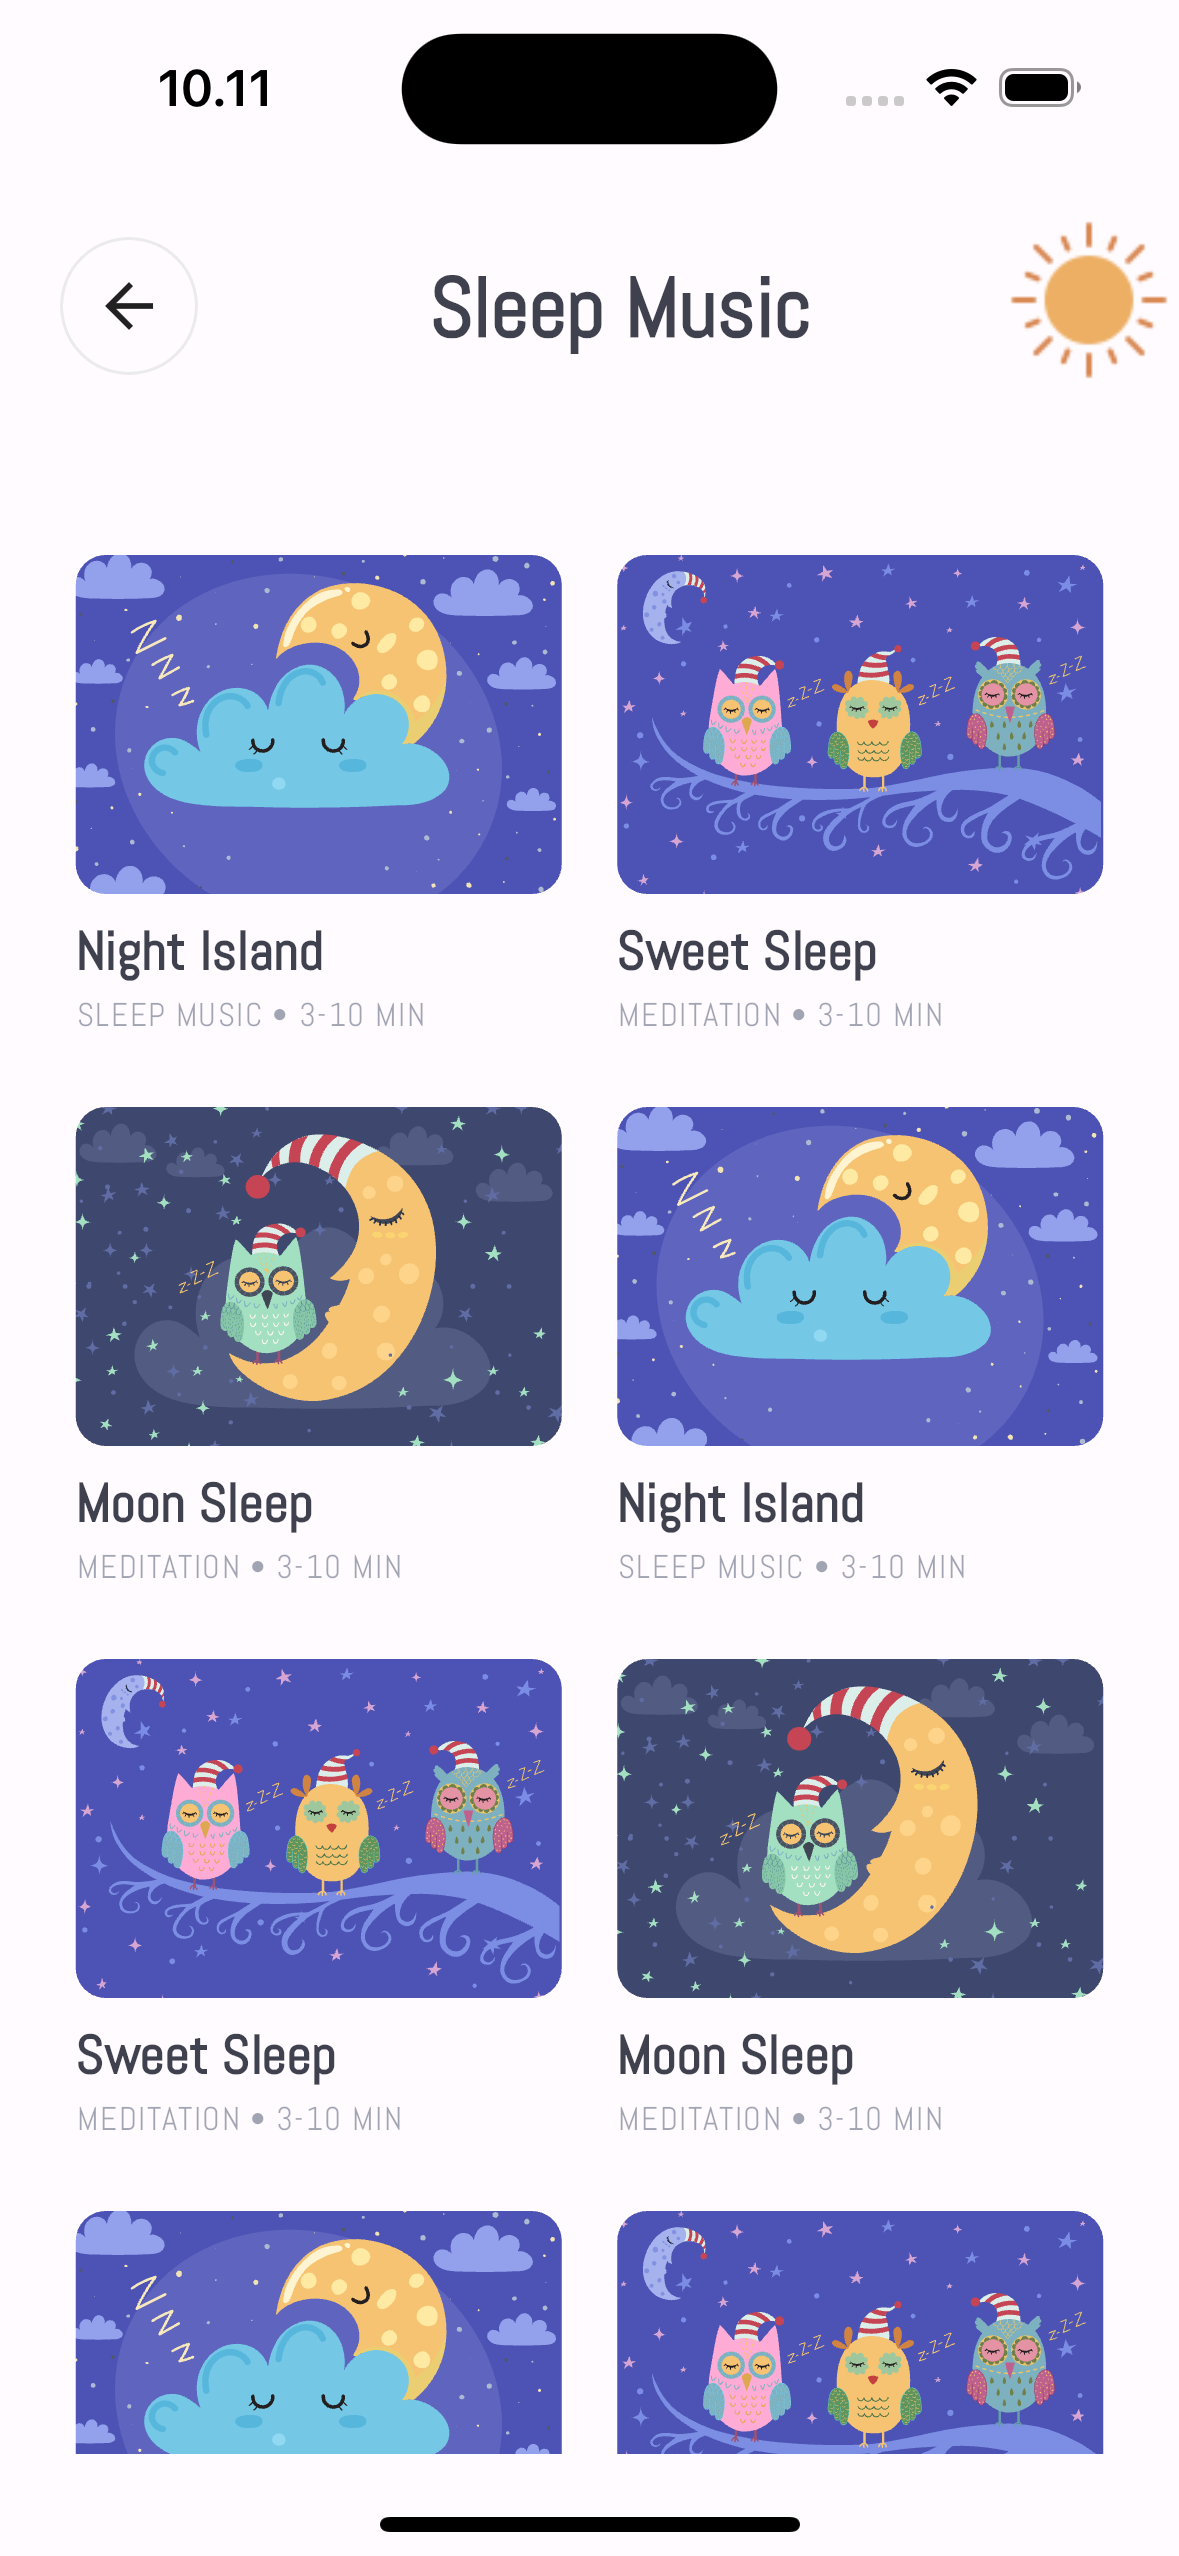 10.11
Sleep Music
Z Z Z
z-z-z z-z-z z-z-z
Night Island
SLEEP MUSIC • 3-10 MIN
Sweet Sleep
MEDITATION • 3-10 MIN
z-z-z
Z Z Z
Moon Sleep
MEDITATION • 3-10 MIN
Night Island
SLEEP MUSIC • 3-10 MIN
z-z-z z-z-z z-z-z
z-z-z
Sweet Sleep
MEDITATION • 3-10 MIN
Moon Sleep
MEDITATION • 3-10 MIN
Z Z Z
z-z-z z-z-z z-z-z